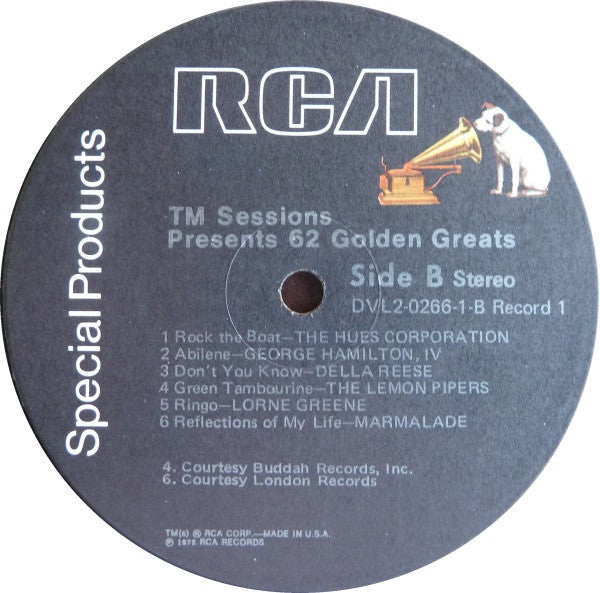 RCA
Special Products
TM Sessions
Presents 62 Golden Greats
Side B Stereo
DVL2-0266-1-B Record 1
1 Rock the Boat—THE HUES CORPORATION
2 Abilene—GEORGE HAMILTON, IV
3 Don't You Know—DELLA REESE
4 Green Tambourine—THE LEMON PIPERS
5 Ringo—LORNE GREENE
6 Reflections of My Life—MARMALADE
4. Courtesy Buddah Records, Inc.
6. Courtesy London Records
TM(s) ® RCA CORP.—MADE IN U.S.A.
℗ 1975 RCA RECORDS